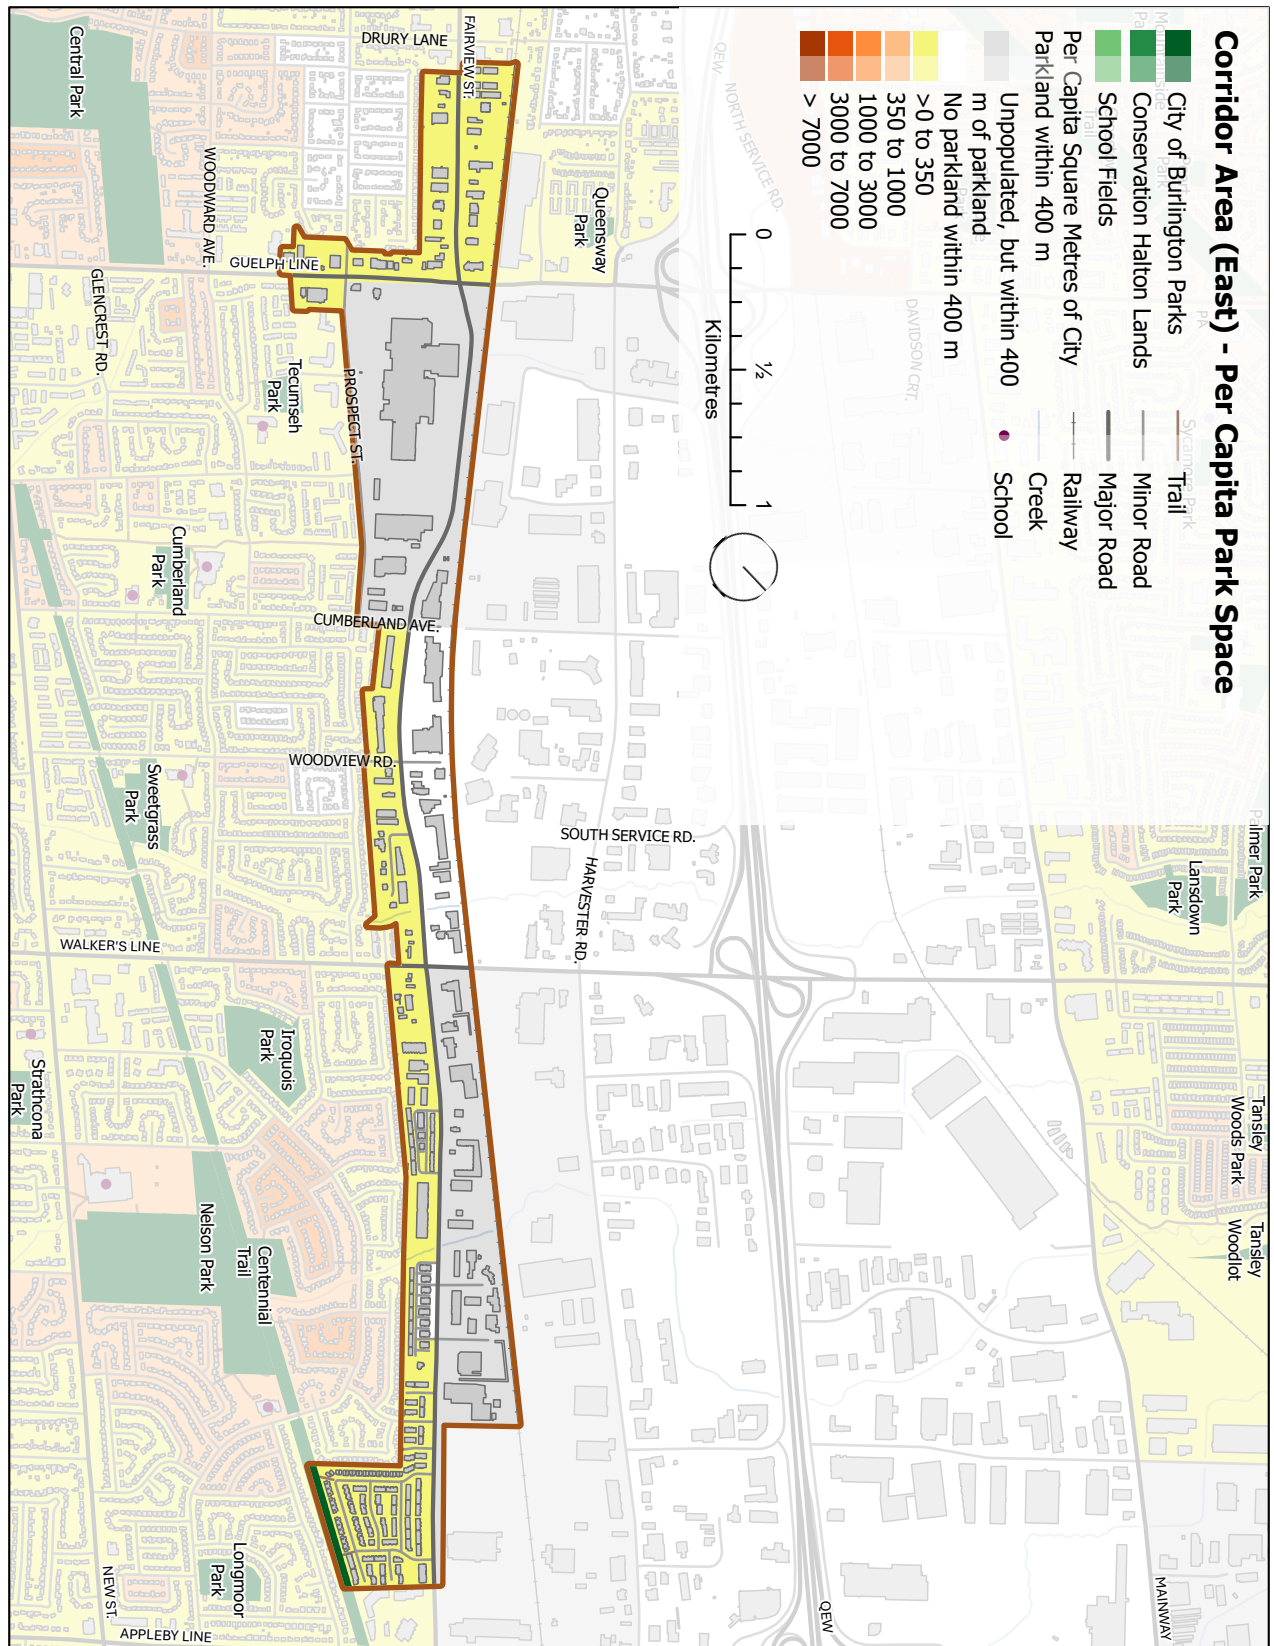 Corridor Area (East) - Per Capita Park Space
City of Burlington Parks
Conservation Halton Lands
School Fields
Per Capita Square Metres of City
Parkland within 400 m
Unpopulated, but within 400
m of parkland
No parkland within 400 m
>0 to 350
350 to 1000
1000 to 3000
3000 to 7000
> 7000
Trail
Minor Road
Major Road
Railway
Creek
School
0
½
1
Kilometres
Sycamore Park
PA
QEW
NORTH SERVICE RD.
DAVIDSON CRT.
Palmer Park
Lansdown
Park
Tansley
Woods Park
Tansley
Woodlot
MAINWAY
QEW
SOUTH SERVICE RD.
HARVESTER RD.
Queensway
Park
FAIRVIEW ST.
DRURY LANE
Central Park
WOODWARD AVE.
GUELPH LINE
GLENCREST RD.
PROSPECT ST.
Tecumseh
Park
CUMBERLAND AVE.
Cumberland
Park
WOODVIEW RD.
Sweetgrass
Park
WALKER'S LINE
Iroquois
Park
Strathcona
Park
Nelson Park
Centennial
Trail
Longmoor
Park
NEW ST.
APPLEBY LINE